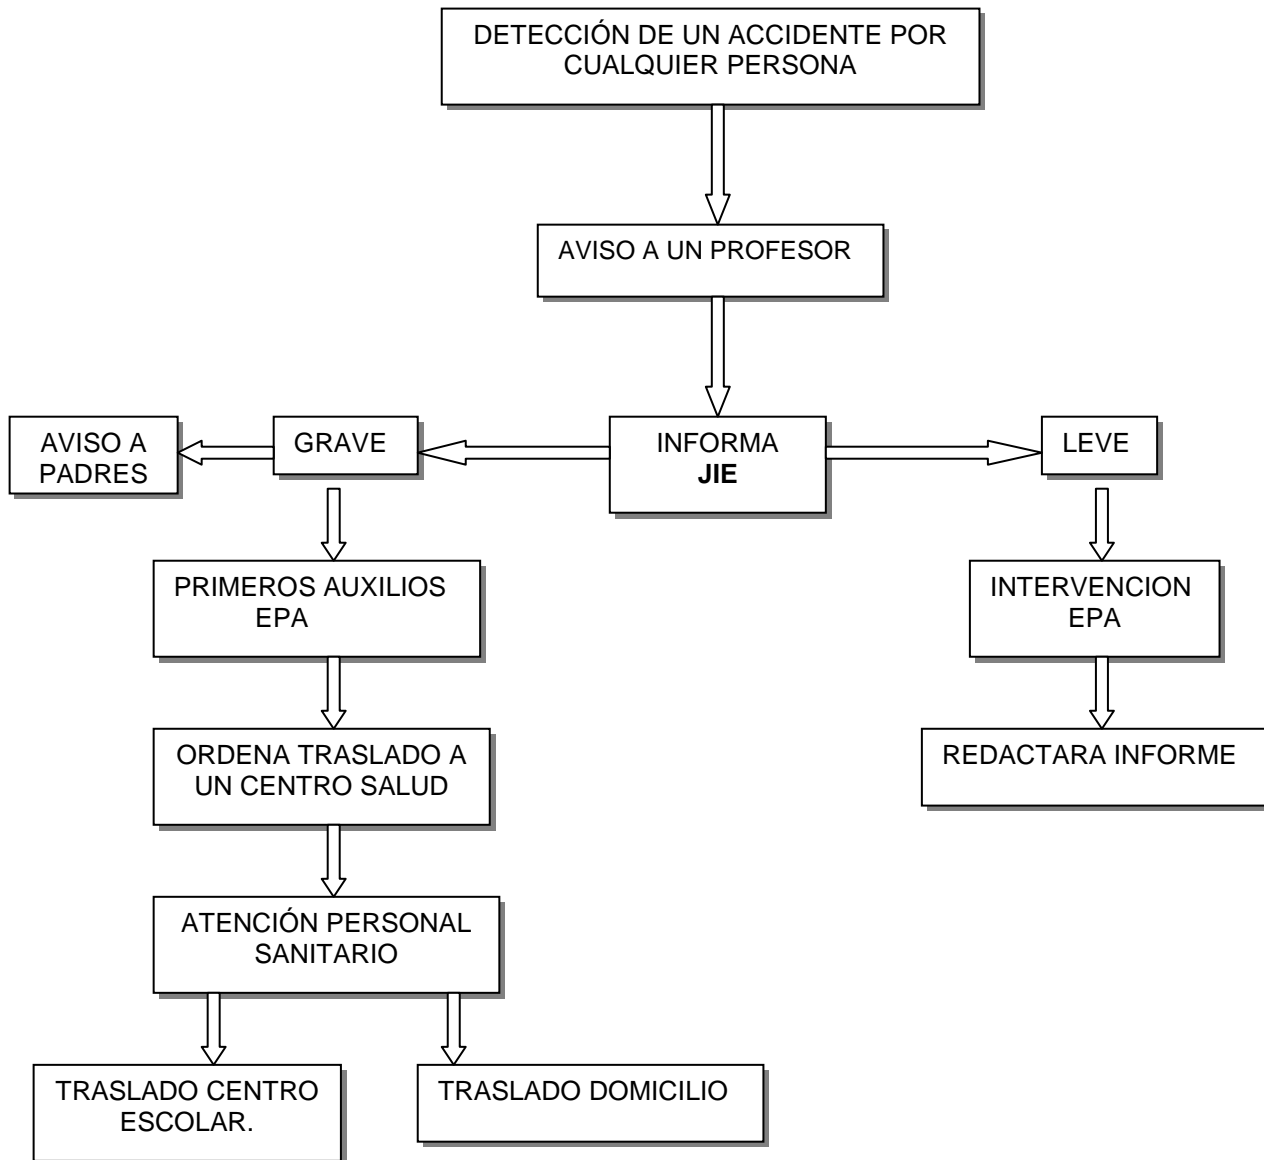 DETECCIÓN DE UN ACCIDENTE POR
CUALQUIER PERSONA
AVISO A UN PROFESOR
AVISO A
PADRES
GRAVE
INFORMA
JIE
LEVE
PRIMEROS AUXILIOS
EPA
INTERVENCION
EPA
ORDENA TRASLADO A
UN CENTRO SALUD
REDACTARA INFORME
ATENCIÓN PERSONAL
SANITARIO
TRASLADO CENTRO
ESCOLAR.
TRASLADO DOMICILIO